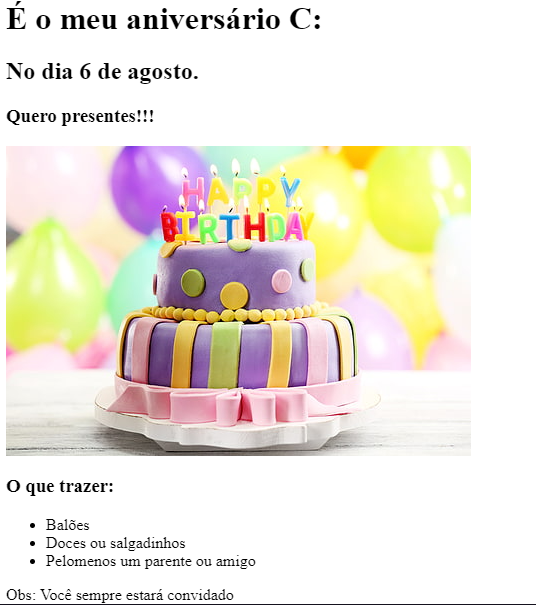 É o meu aniversário C:
No dia 6 de agosto.
Quero presentes!!!
HAPPY
BIRTHDAY
O que trazer:
Balões
Doces ou salgadinhos
Pelomenos um parente ou amigo
Obs: Você sempre estará convidado